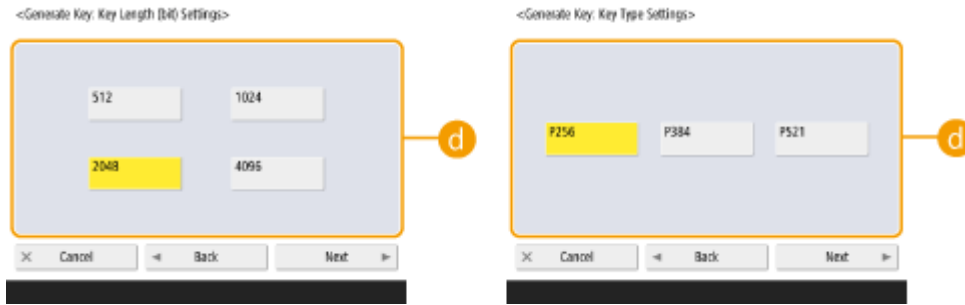 <Generate Key: Key Length (bit) Settings>
512 1024
2048 4096
d
× Cancel ◄ Back Next ►
<Generate Key: Key Type Settings>
P256 P384 P521
d
× Cancel ◄ Back Next ►